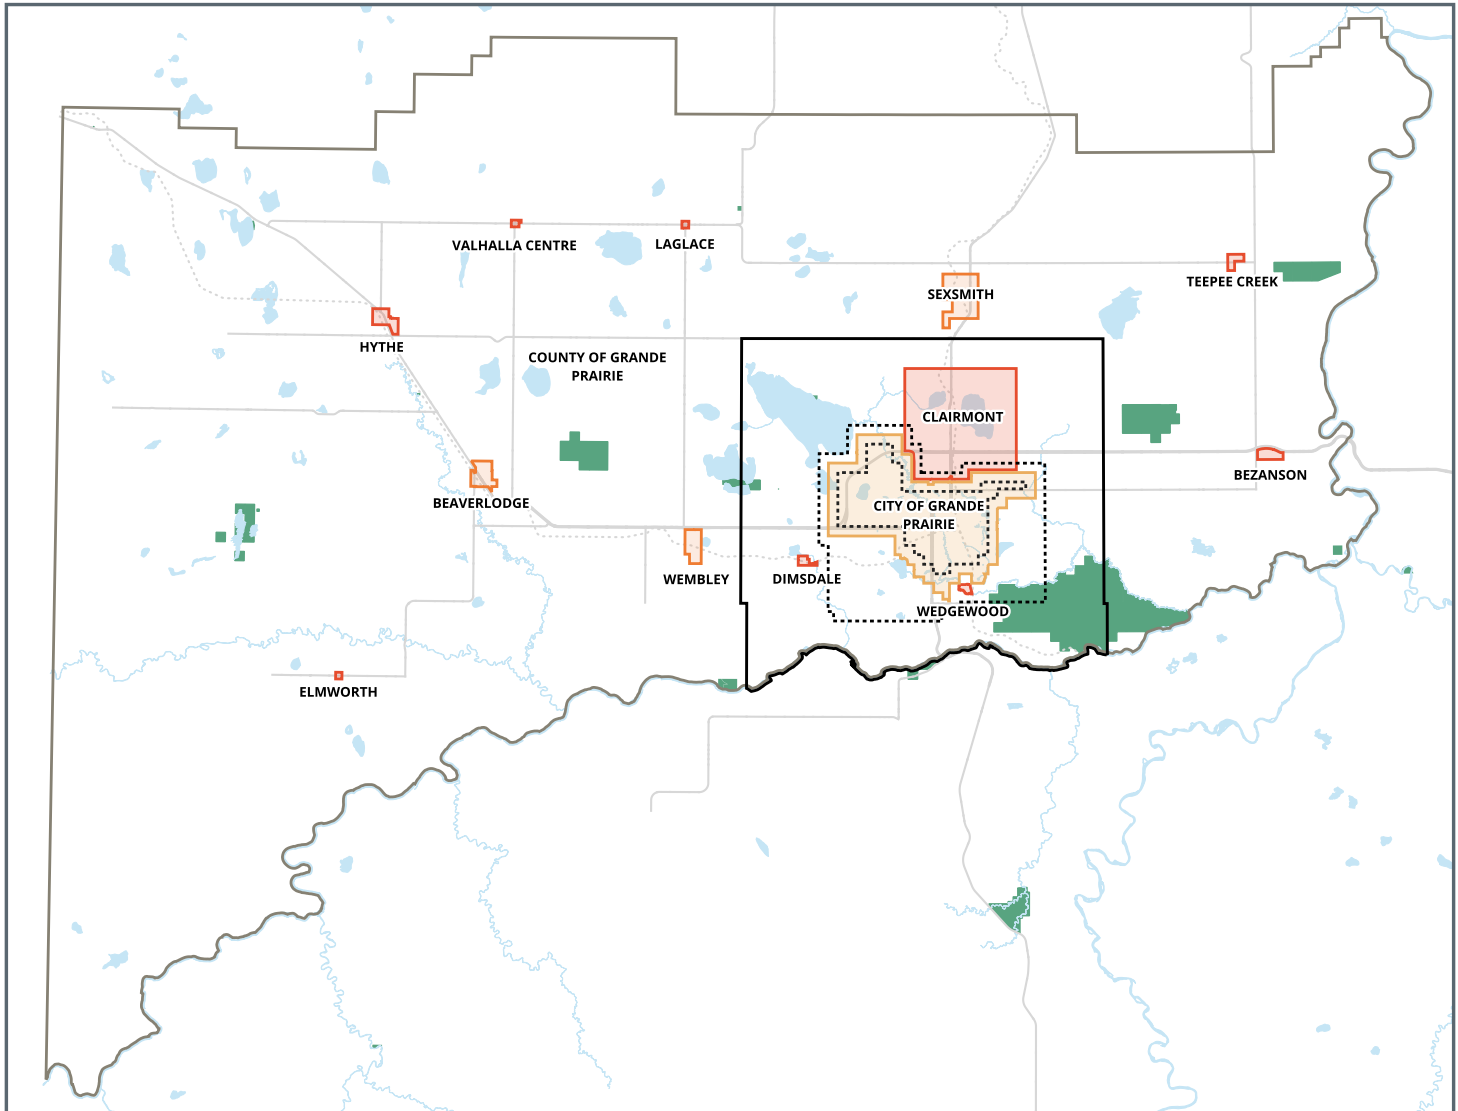 VALHALLA CENTRE
LAGLACE
TEEPEE CREEK
SEXSMITH
HYTHE
COUNTY OF GRANDE
PRAIRIE
CLAIRMONT
BEZANSON
BEAVERLODGE
CITY OF GRANDE
PRAIRIE
WEMBLEY
DIMSDALE
WEDGEWOOD
ELMWORTH